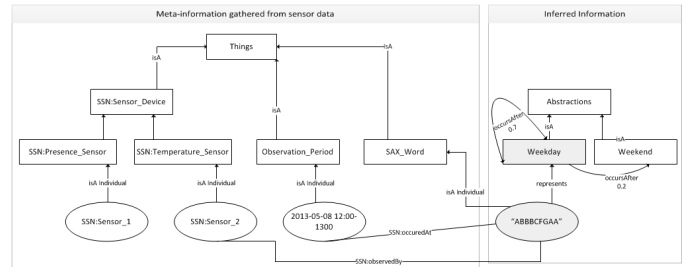 Meta-information gathered from sensor data
Inferred Information
Things
isA
isA
isA
SSN:Sensor_Device
Abstractions
occursAfter
0.7
isA
isA
SSN:Presence_Sensor
SSN:Temperature_Sensor
Observation_Period
SAX_Word
Weekday
Weekend
occursAfter
0.2
isA Individual
isA Individual
isA Individual
isA Individual
represents
SSN:Sensor_1
SSN:Sensor_2
2013-05-08 12:00-
1300
SSN:occuredAt
"ABBBCFGAA"
SSN:observedBy